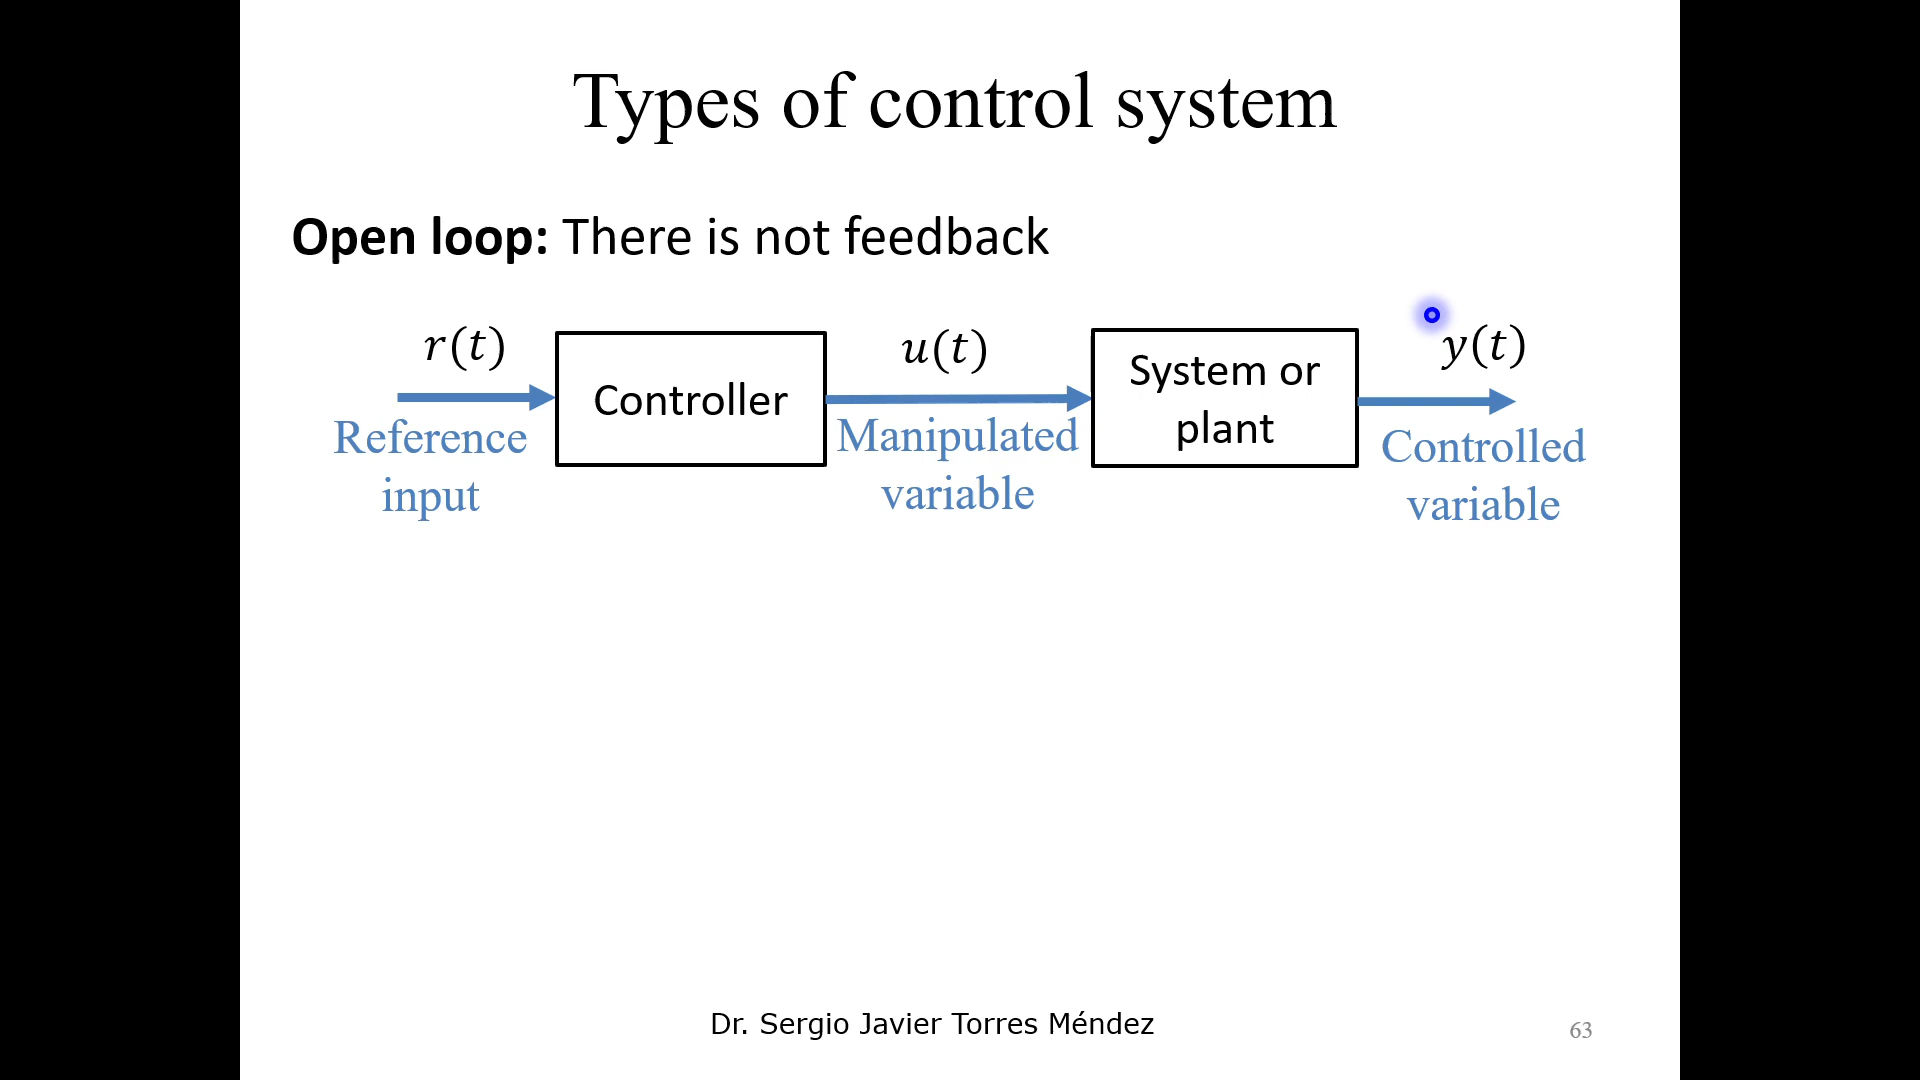 Types of control system
Open loop: There is not feedback
r(t)
Controller
u(t)
System or
plant
y(t)
Reference
input
Manipulated
variable
Controlled
variable
Dr. Sergio Javier Torres Méndez
63